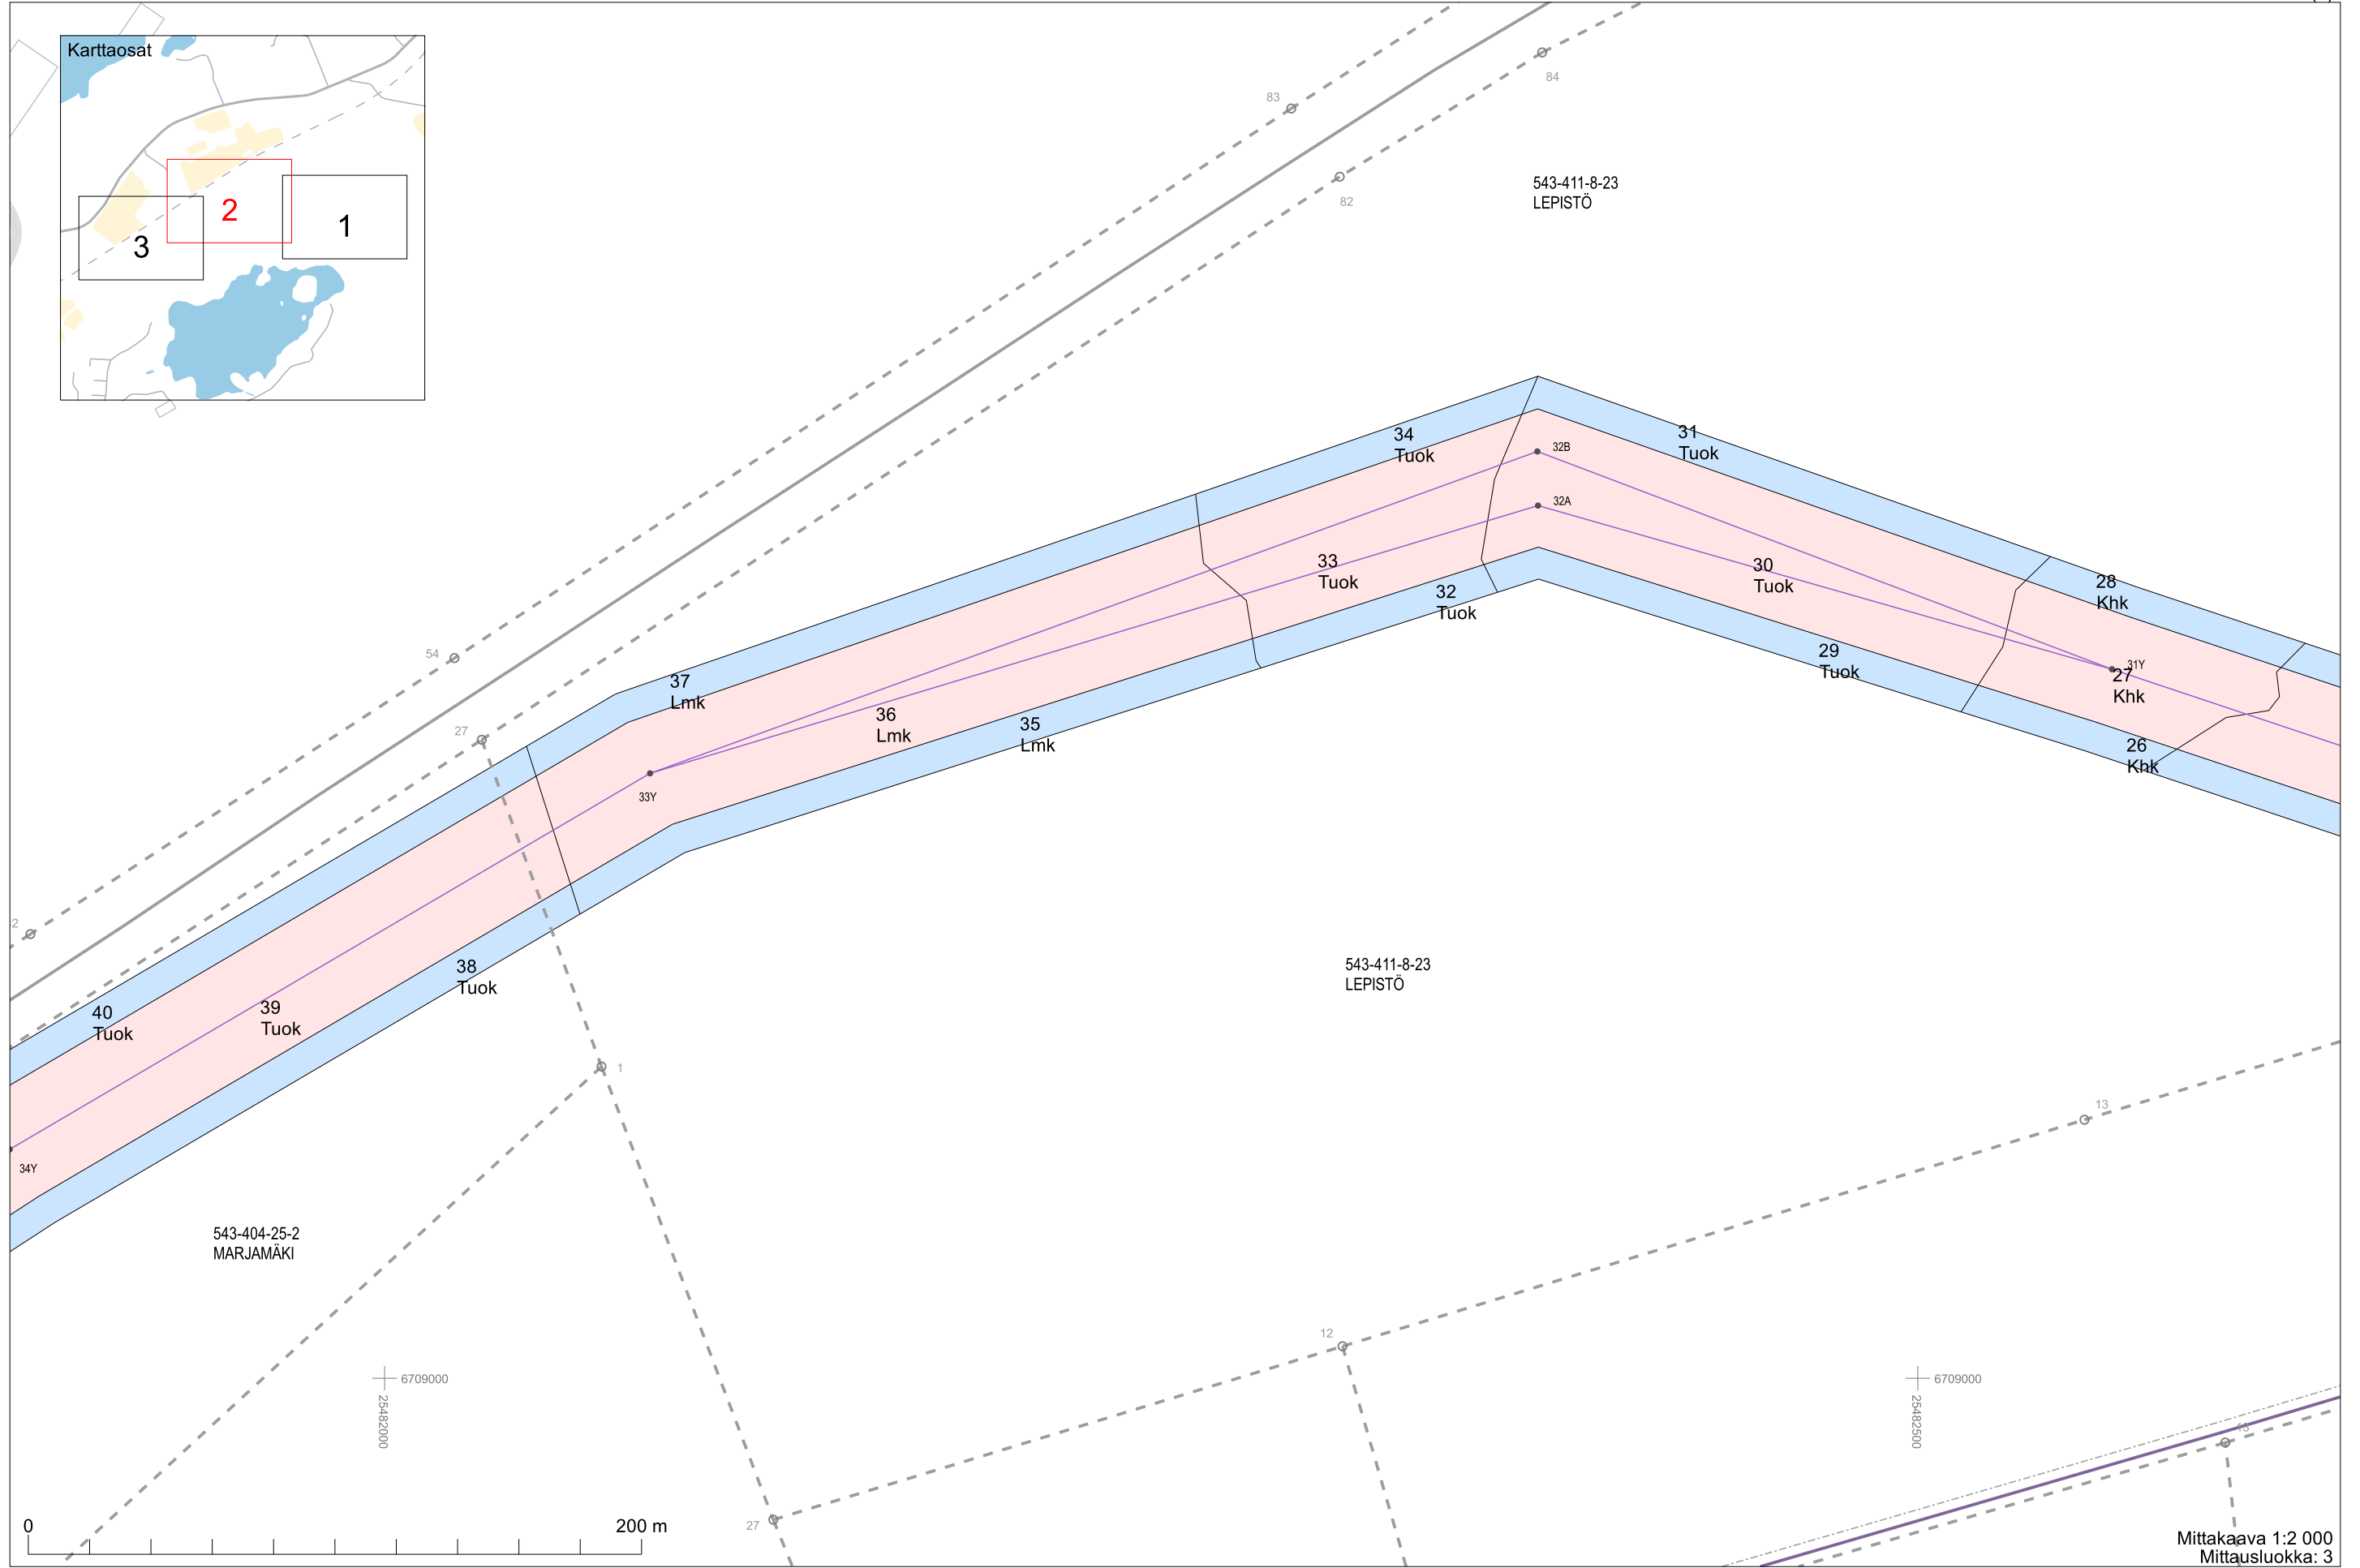 Karttaosat
2
1
3
83
84
82
543-411-8-23
LEPISTÖ
34
Tuok
31
Tuok
32B
32A
33
Tuok
30
Tuok
32
Tuok
28
Khk
54
29
Tuok
31Y
27
Khk
37
Lmk
36
Lmk
35
Lmk
27
26
Khk
33Y
2
38
Tuok
543-411-8-23
LEPISTÖ
40
Tuok
39
Tuok
1
13
34Y
543-404-25-2
MARJAMÄKI
12
6709000
25482000
6709000
25482500
0
200 m
27
Mittakaava 1:2 000
Mittausluokka: 3